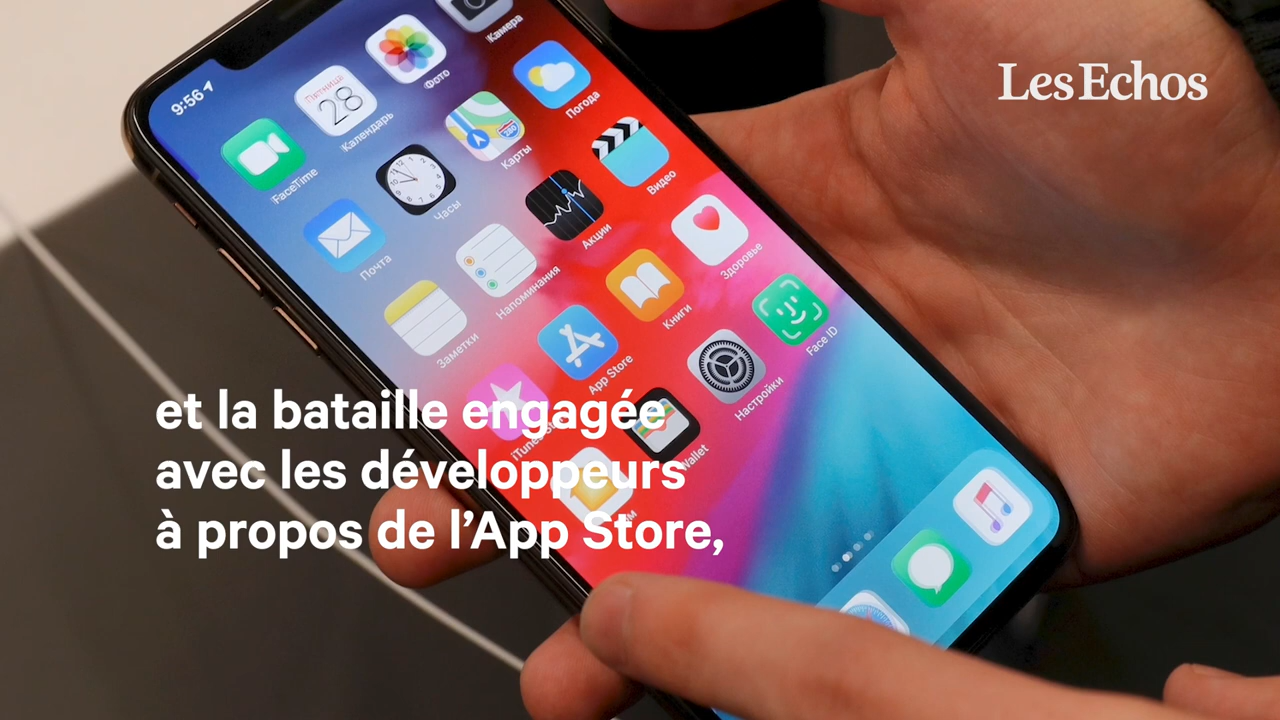 Les Echos
9:56
Камера
Фото
Пятница
28
Календарь
FaceTime
Погода
Карты
280
Часы
Почта
Видео
Акции
Напоминания
Заметки
Здоровье
Книги
App Store
Face ID
Настройки
Wallet
et la bataille engagée
avec les développeurs
à propos de l’App Store,